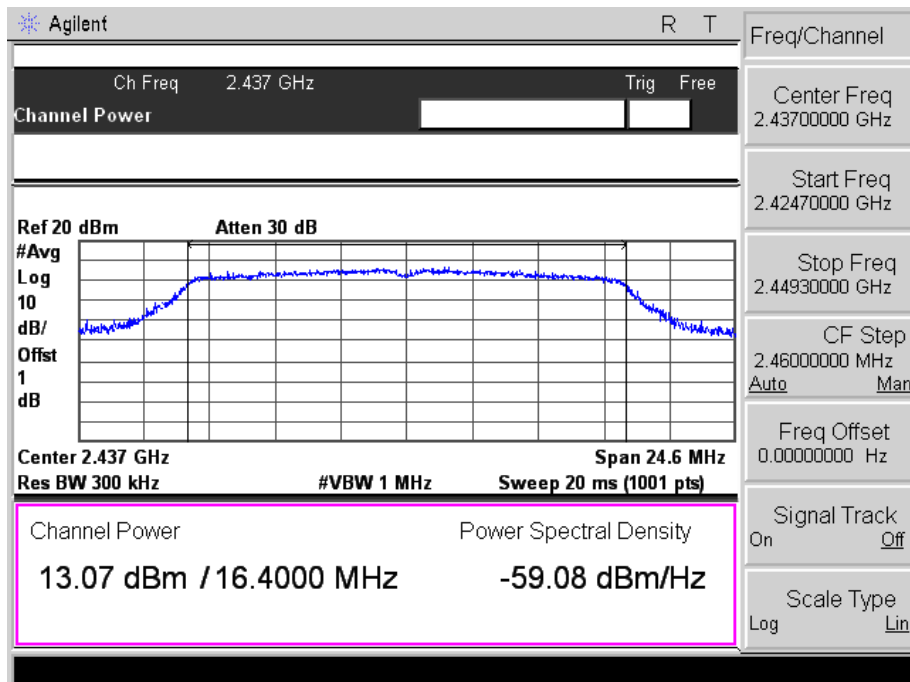 Agilent R T
Ch Freq 2.437 GHz Trig Free
Channel Power
Ref 20 dBm Atten 30 dB
#Avg
Log
10
dB/
Offst
1
dB
Center 2.437 GHz Span 24.6 MHz
Res BW 300 kHz #VBW 1 MHz Sweep 20 ms (1001 pts)
Channel Power Power Spectral Density
13.07 dBm / 16.4000 MHz -59.08 dBm/Hz
Freq/Channel
Center Freq
2.43700000 GHz
Start Freq
2.42470000 GHz
Stop Freq
2.44930000 GHz
CF Step
2.46000000 MHz
Auto Man
Freq Offset
0.00000000 Hz
Signal Track
On Off
Scale Type
Log Lin